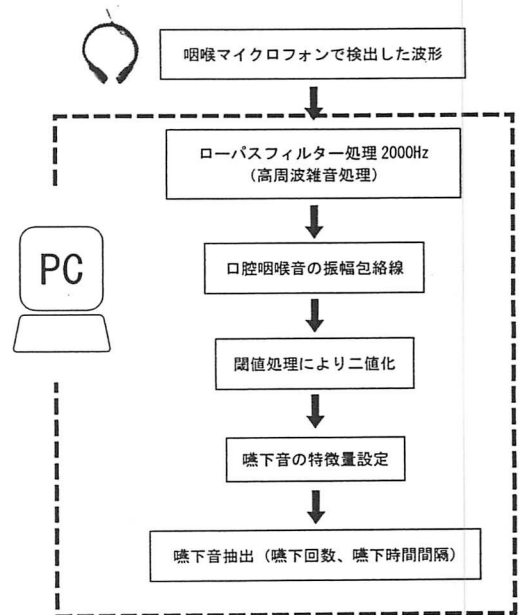 咽喉マイクロフォンで検出した波形
ローパスフィルター処理 2000Hz
(高周波雑音処理)
PC
口腔咽喉音の振幅包絡線
閾値処理により二値化
嚥下音の特徴量設定
嚥下音抽出（嚥下回数、嚥下時間間隔）